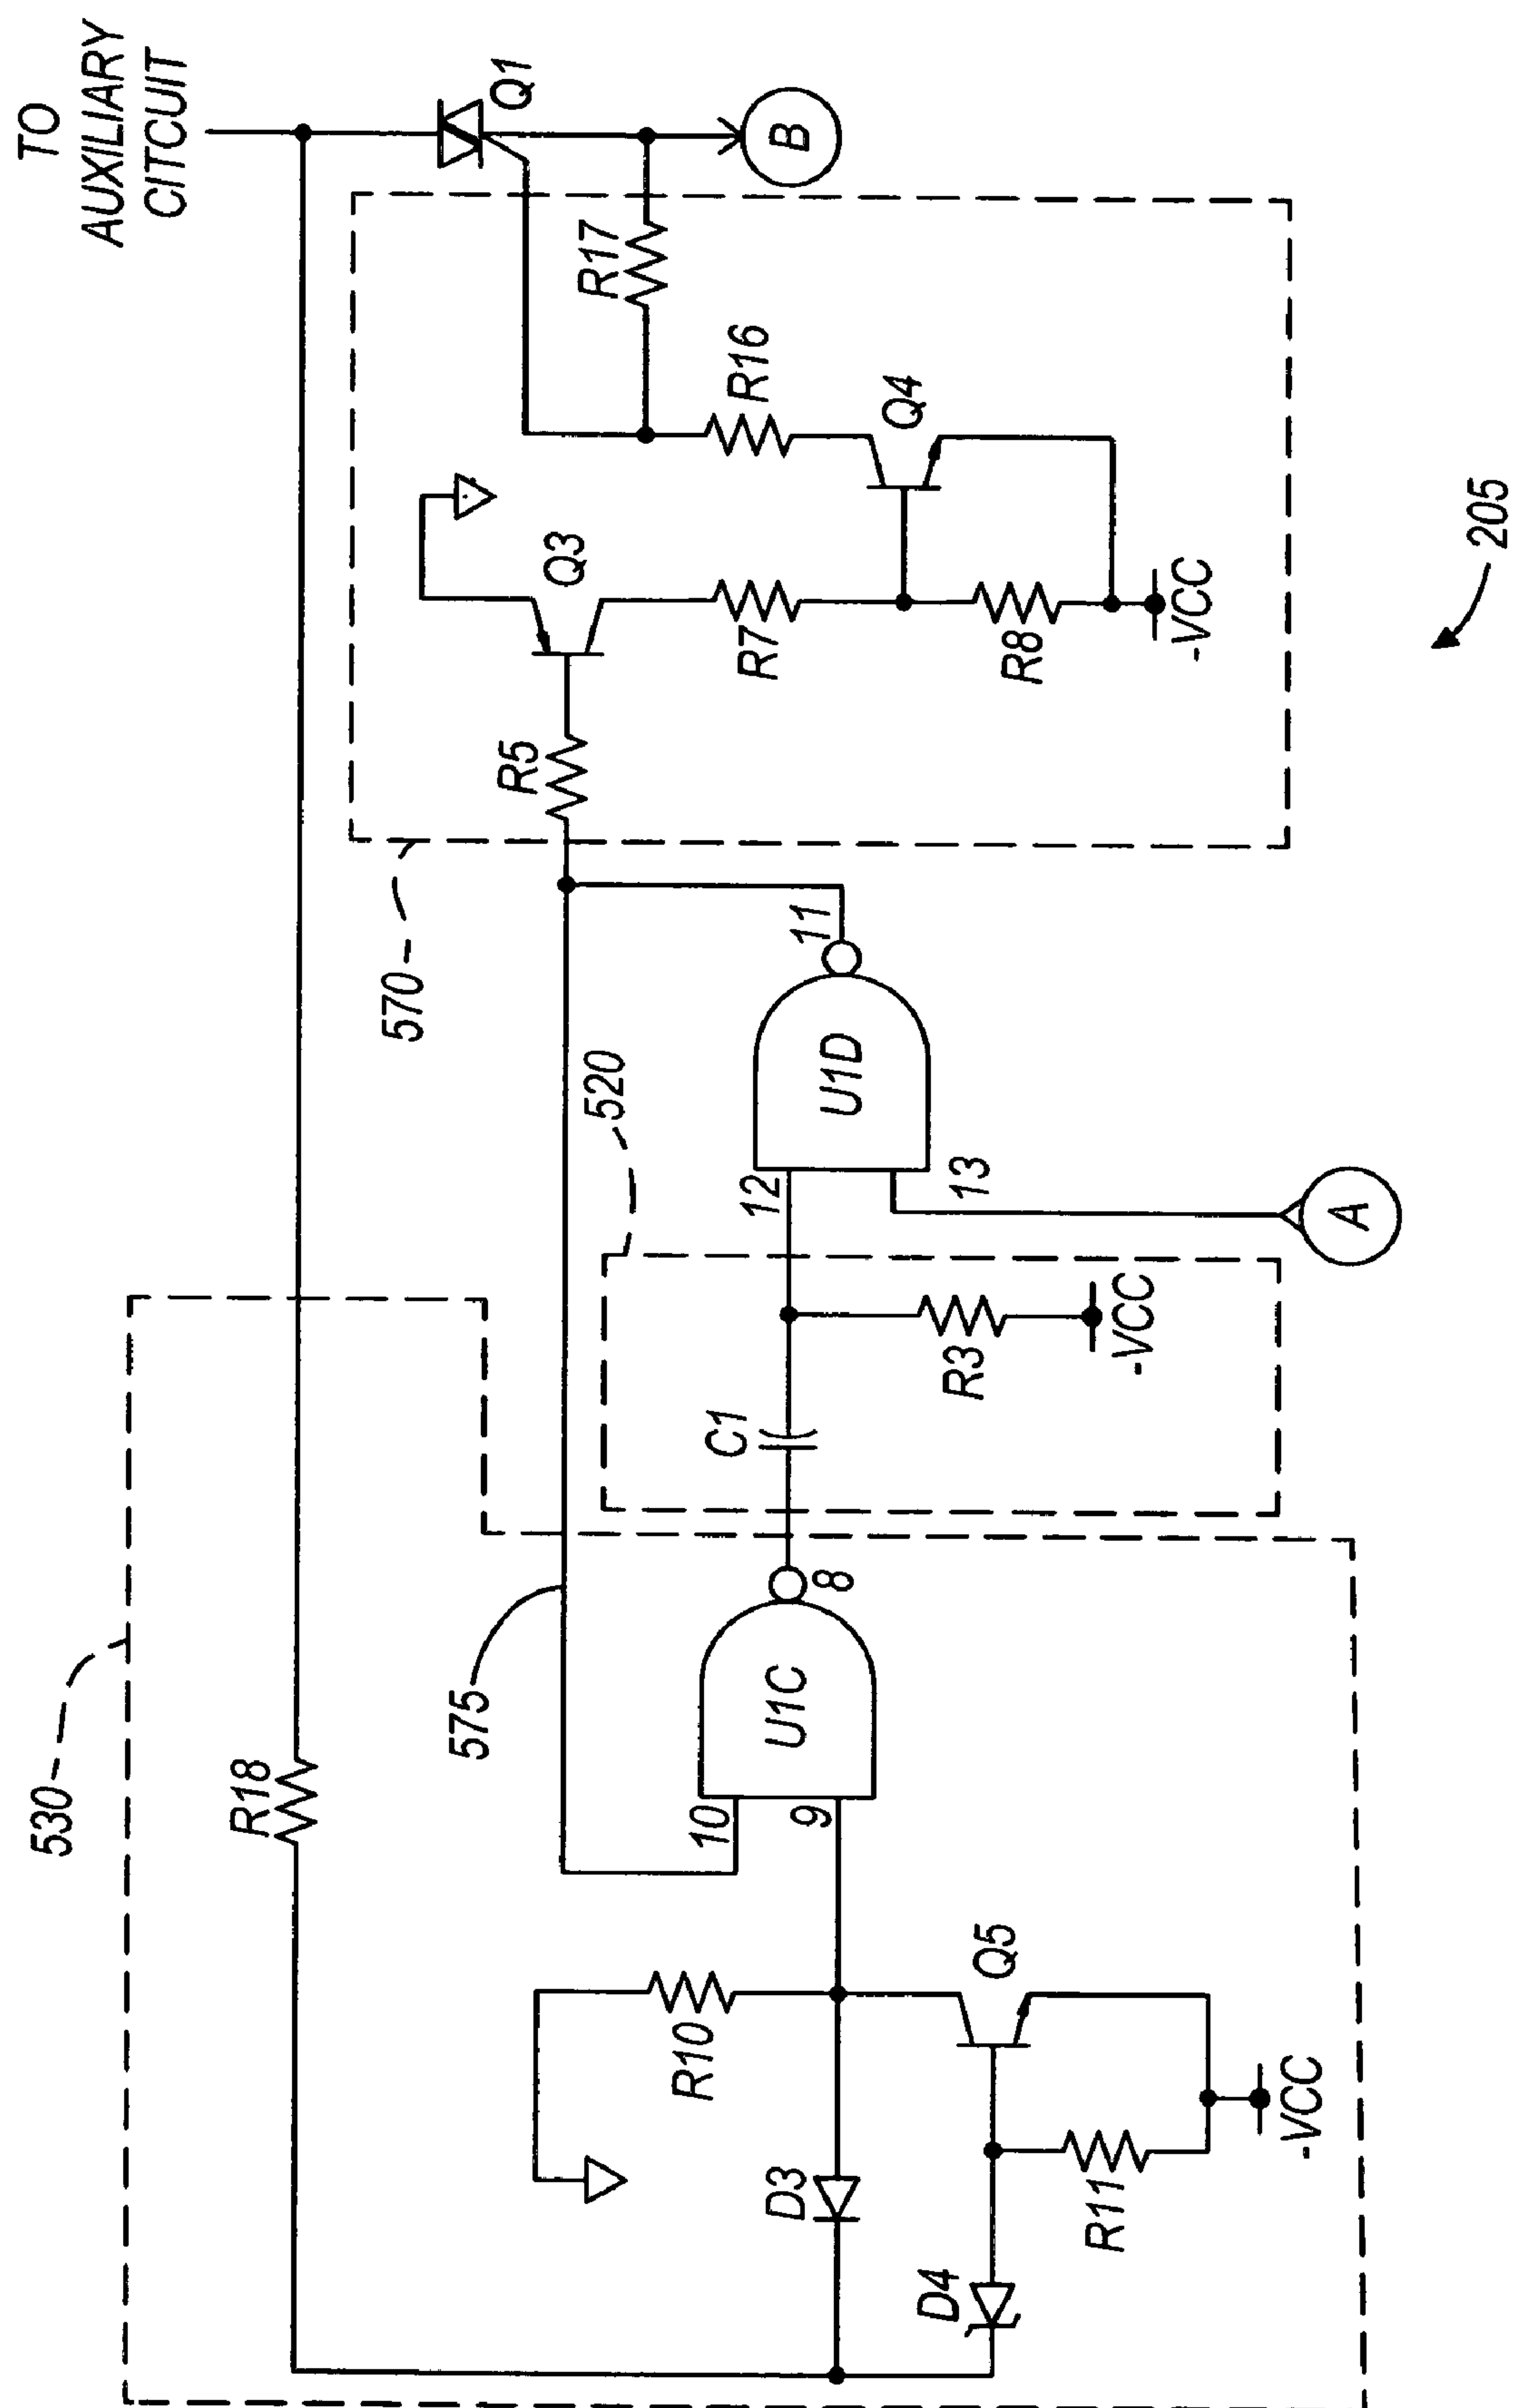 TO
AUXILIARY
CITCUIT
Q1
B
R17
R16
Q4
Q3
R7
R8
-VCC
R5
205
570
11
U1D
520
12
13
A
C1
R3
-VCC
530
R18
575
8
U1C
10
9
R10
Q5
D3
D4
R11
-VCC